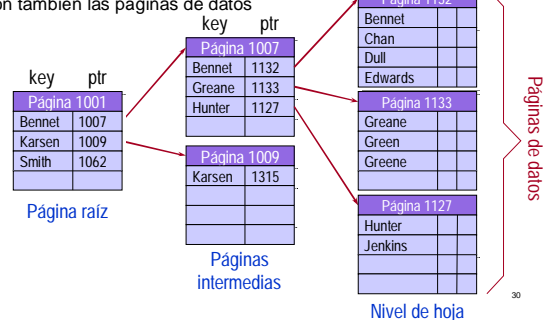 on también las páginas de datos
key ptr
Página 1001
Bennet 1007
Karsen 1009
Smith 1062
Página raíz
key ptr
Página 1007
Bennet 1132
Greane 1133
Hunter 1127
Página 1009
Karsen 1315
Páginas
intermedias
Página 1132
Bennet
Chan
Dull
Edwards
Página 1133
Greane
Green
Greene
Página 1127
Hunter
Jenkins
Nivel de hoja
Páginas de datos
30